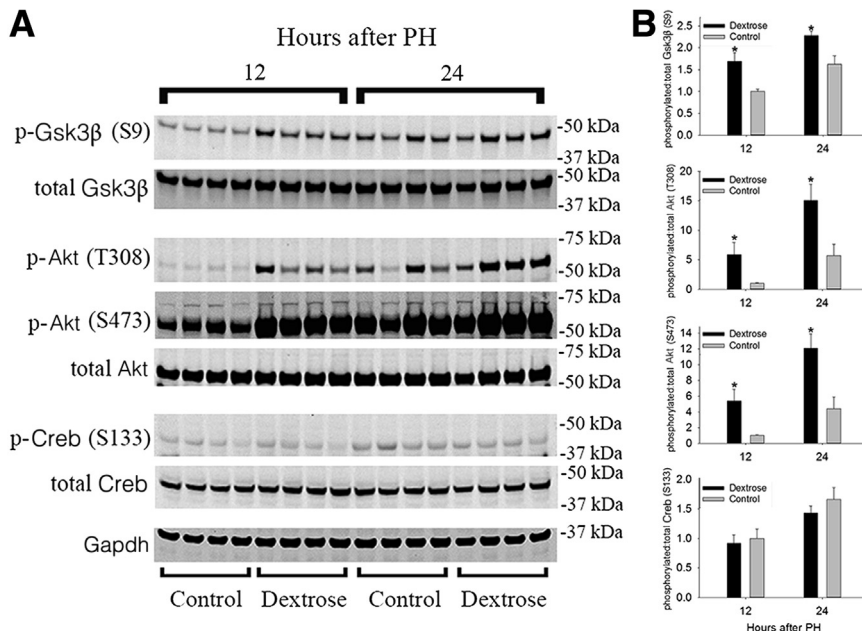 A
Hours after PH
12
24
p-Gsk3β (S9)
-50 kDa
-37 kDa
total Gsk3β
-50 kDa
-37 kDa
p-Akt (T308)
-75 kDa
-50 kDa
p-Akt (S473)
-75 kDa
-50 kDa
total Akt
-75 kDa
-50 kDa
p-Creb (S133)
-50 kDa
-37 kDa
total Creb
-50 kDa
-37 kDa
Gapdh
-37 kDa
Control
Dextrose
Control
Dextrose
B
phosphorylated:total Gsk3β (S9)
2.5
2.0
1.5
1.0
0.5
0.0
Dextrose
Control
*
*
12
24
phosphorylated:total Akt (T308)
20
15
10
5
0
Dextrose
Control
*
*
12
24
phosphorylated:total Akt (S473)
14
12
10
8
6
4
2
0
Dextrose
Control
*
*
12
24
phosphorylated:total Creb (S133)
2.0
1.5
1.0
0.5
0.0
Dextrose
Control
12
24
Hours after PH